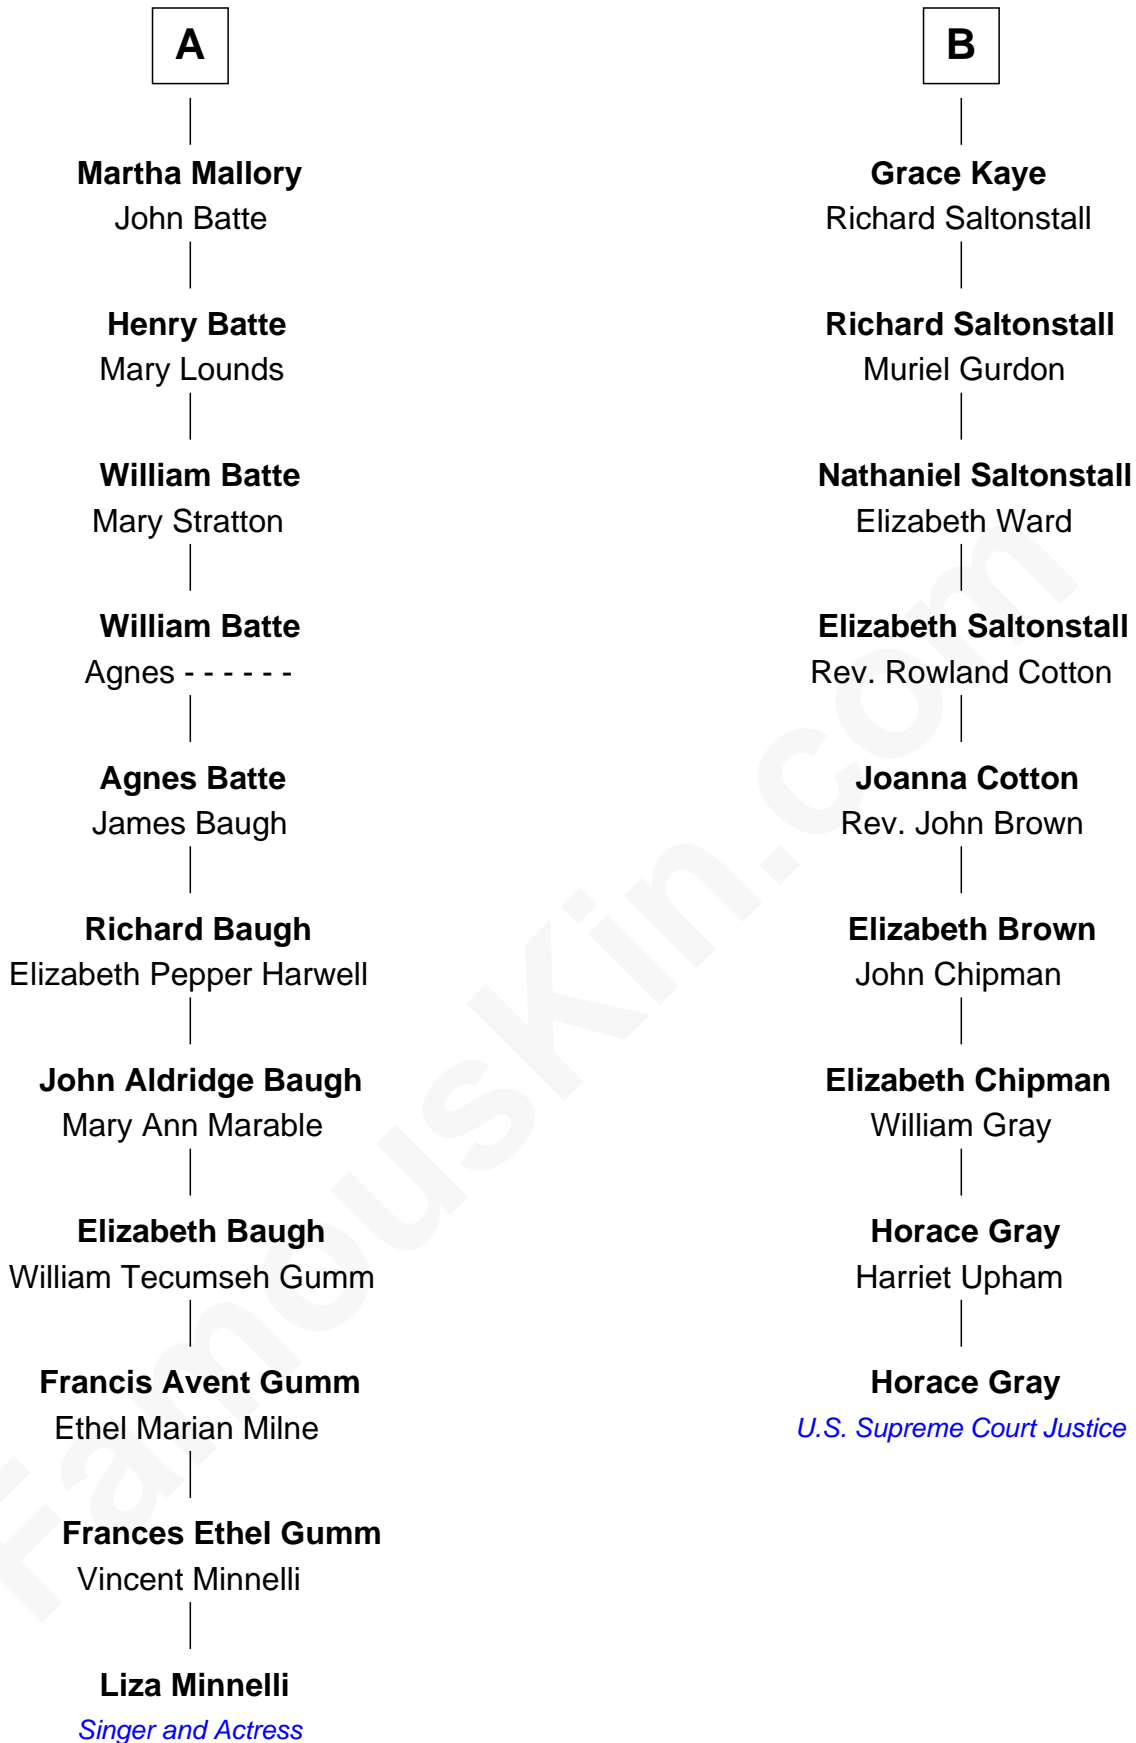 A
Martha Mallory
John Batte
Henry Batte
Mary Lounds
William Batte
Mary Stratton
William Batte
Agnes - - - - - -
Agnes Batte
James Baugh
Richard Baugh
Elizabeth Pepper Harwell
John Aldridge Baugh
Mary Ann Marable
Elizabeth Baugh
William Tecumseh Gumm
Francis Avent Gumm
Ethel Marian Milne
Frances Ethel Gumm
Vincent Minnelli
Liza Minnelli
Singer and Actress
B
Grace Kaye
Richard Saltonstall
Richard Saltonstall
Muriel Gurdon
Nathaniel Saltonstall
Elizabeth Ward
Elizabeth Saltonstall
Rev. Rowland Cotton
Joanna Cotton
Rev. John Brown
Elizabeth Brown
John Chipman
Elizabeth Chipman
William Gray
Horace Gray
Harriet Upham
Horace Gray
U.S. Supreme Court Justice
FamousKin.com